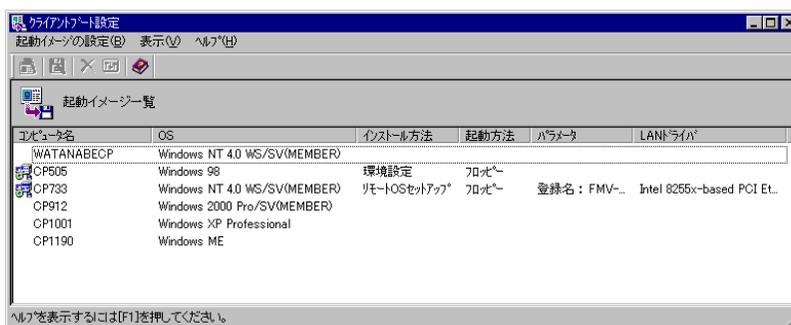 クライアントブート設定
起動イメージの設定(B) 表示(V) ヘルプ(H)
起動イメージ一覧
コンピュータ名 OS インストール方法 起動方法 パラメータ LANドライバ
WATANABECP Windows NT 4.0 WS/SV(MEMBER)
CP505 Windows 98 環境設定 フロッピー
CP733 Windows NT 4.0 WS/SV(MEMBER) リモートOSセットアップ フロッピー 登録名：FMV-... Intel 8255x-based PCI Et...
CP912 Windows 2000 Pro/SV(MEMBER)
CP1001 Windows XP Professional
CP1190 Windows ME
ヘルプを表示するには[F1]を押してください。